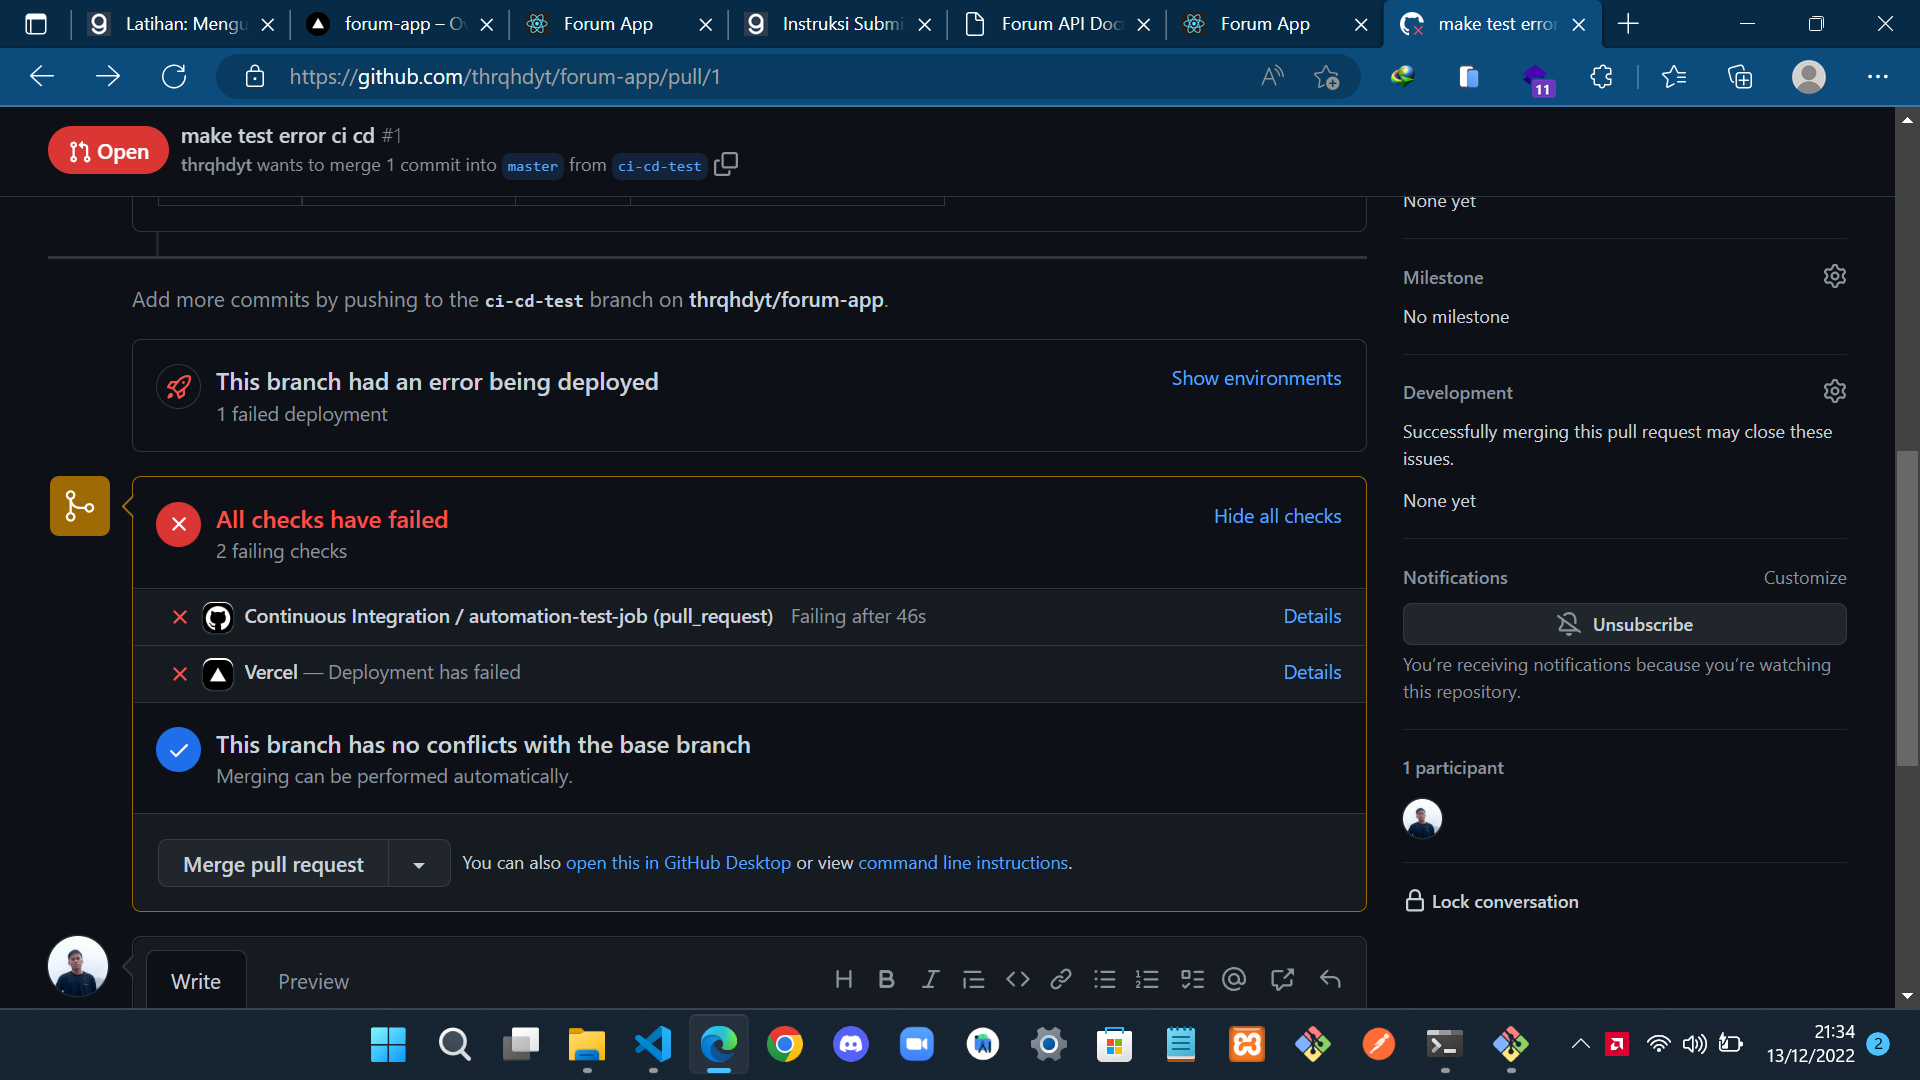 Latihan: Mengu
forum-app – Ov
Forum App
Instruksi Submi
Forum API Doc
Forum App
make test error
https://github.com/thrqhdyt/forum-app/pull/1
11
Open
make test error ci cd #1
thrqhdyt wants to merge 1 commit into master from ci-cd-test
None yet
Add more commits by pushing to the ci-cd-test branch on thrqhdyt/forum-app.
This branch had an error being deployed
Show environments
1 failed deployment
All checks have failed
Hide all checks
2 failing checks
Continuous Integration / automation-test-job (pull_request) Failing after 46s
Details
Vercel — Deployment has failed
Details
This branch has no conflicts with the base branch
Merging can be performed automatically.
Merge pull request
You can also open this in GitHub Desktop or view command line instructions.
Write
Preview
Milestone
No milestone
Development
Successfully merging this pull request may close these
issues.
None yet
Notifications
Customize
Unsubscribe
You’re receiving notifications because you’re watching
this repository.
1 participant
Lock conversation
21:34
13/12/2022
2